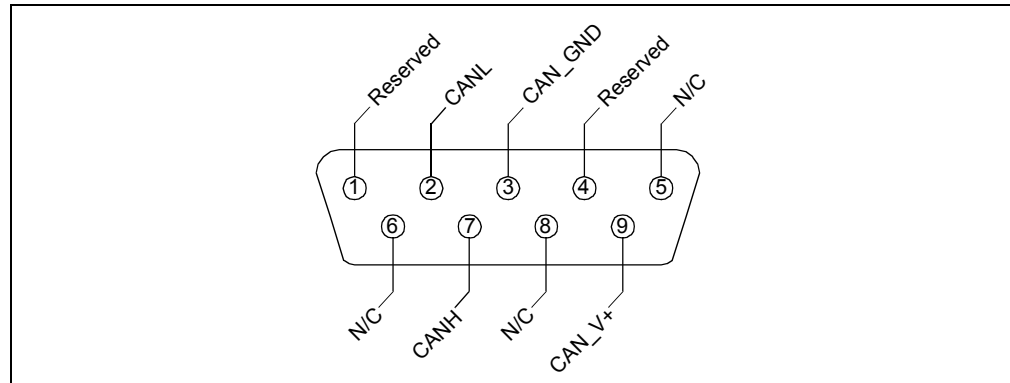 Reserved
CANL
CAN_GND
Reserved
N/C
1
2
3
4
5
6
7
8
9
N/C
CANH
N/C
CAN_V+